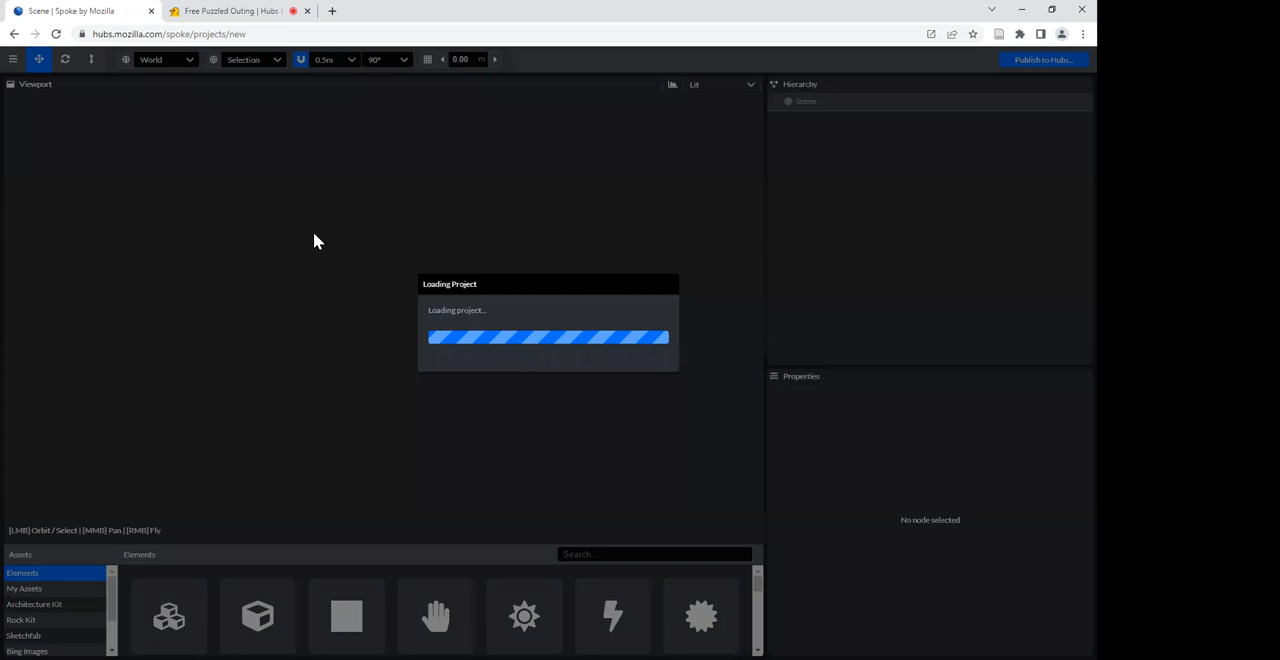 Scene | Spoke by Mozilla
Free Puzzled Outing | Hubs
hubs.mozilla.com/spoke/projects/new
World
Selection
0.5m
90°
0.00 m
Publish to Hubs...
Viewport
Lit
Hierarchy
Scene
Loading Project
Loading project...
Properties
No node selected
[LMB] Orbit / Select | [MMB] Pan | [RMB] Fly
Assets
Elements
Search...
Elements
My Assets
Architecture Kit
Rock Kit
Sketchfab
Bing Images